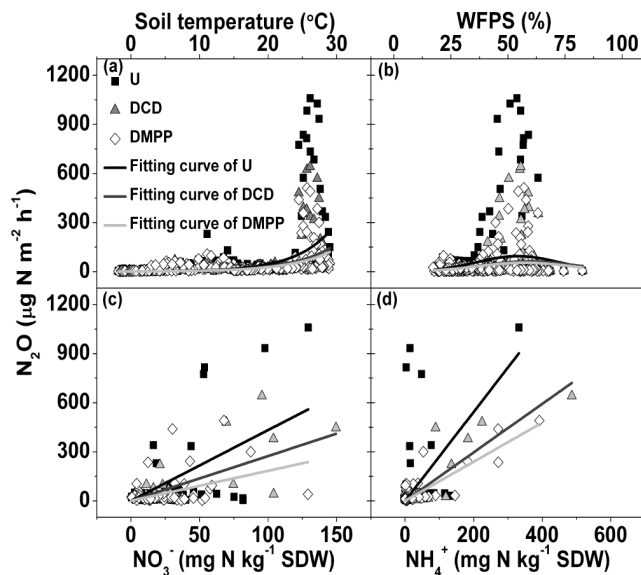 Soil temperature (°C)
WFPS (%)
0 10 20 30
0 25 50 75 100
(a)
(b)
U
DCD
DMPP
Fitting curve of U
Fitting curve of DCD
Fitting curve of DMPP
1200
900
600
300
0
(c)
(d)
1200
900
600
300
0
N₂O (µg N m⁻² h⁻¹)
0 50 100 150
0 200 400 600
NO₃⁻ (mg N kg⁻¹ SDW)
NH₄⁺ (mg N kg⁻¹ SDW)